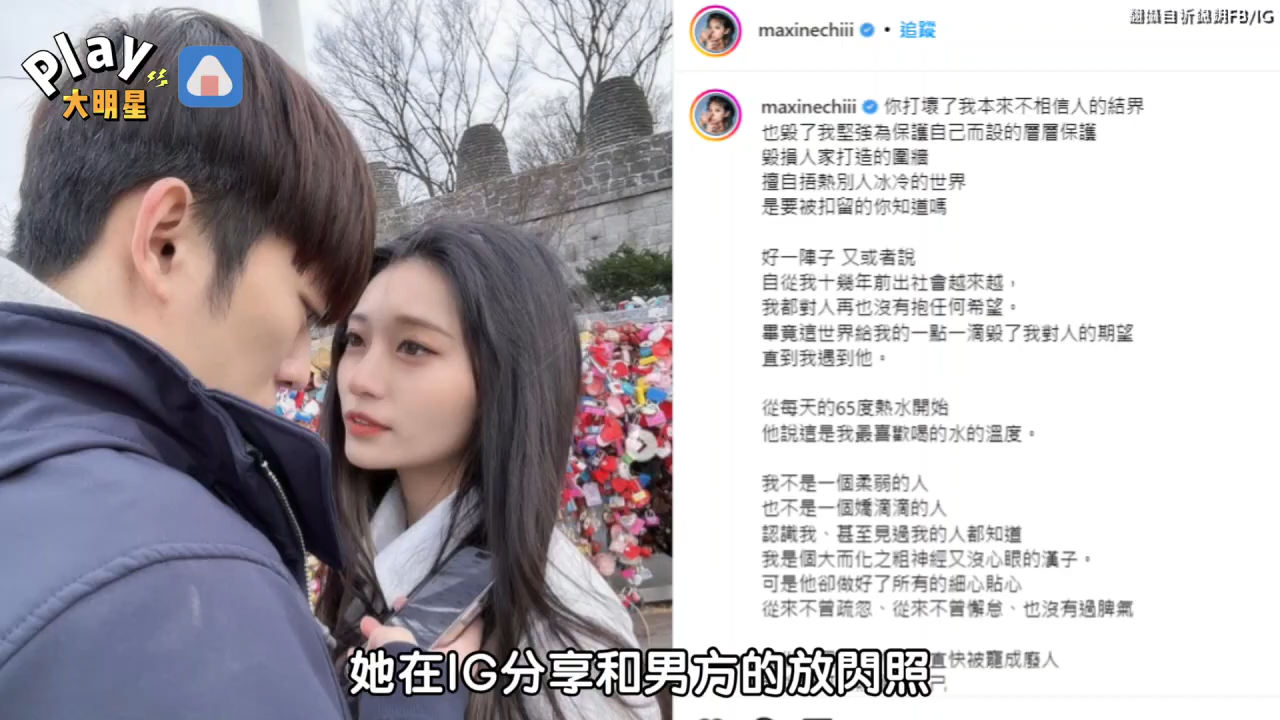 Play
大明星
翻攝自祈錦鈅FB/IG
maxinechiii • 追蹤
maxinechiii 你打壞了我本來不相信人的結界
也毀了我堅強為保護自己而設的層層保護
毀損人家打造的圍牆
擅自捂熱別人冰冷的世界
是要被扣留的你知道嗎
好一陣子 又或者說
自從我十幾年前出社會越來越，
我都對人再也沒有抱任何希望。
畢竟這世界給我的一點一滴毀了我對人的期望
直到我遇到他。
從每天的65度熱水開始
他說這是我最喜歡喝的水的溫度。
我不是一個柔弱的人
也不是一個嬌滴滴的人
認識我、甚至見過我的人都知道
我是個大而化之粗神經又沒心眼的漢子。
可是他卻做好了所有的細心貼心
從來不曾疏忽、從來不曾懈怠、也沒有過脾氣
直快被寵成廢人
她在IG分享和男方的放閃照